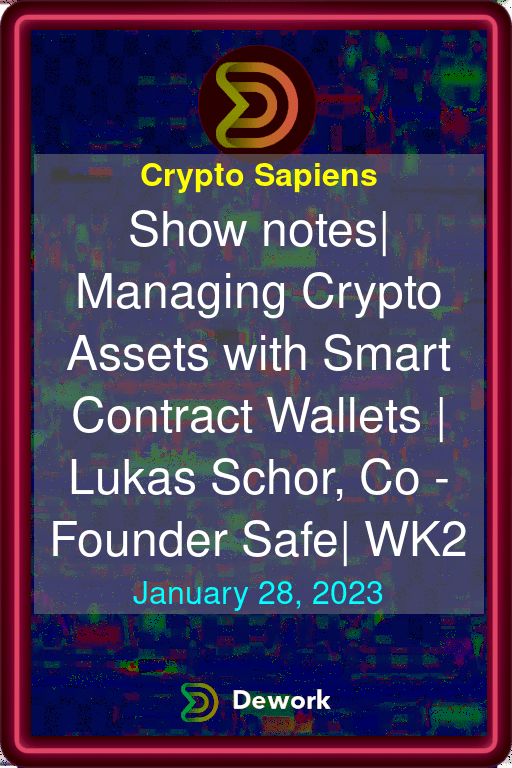 Crypto Sapiens
Show notes|
Managing Crypto
Assets with Smart
Contract Wallets |
Lukas Schor, Co -
Founder Safe| WK2
January 28, 2023
Dework